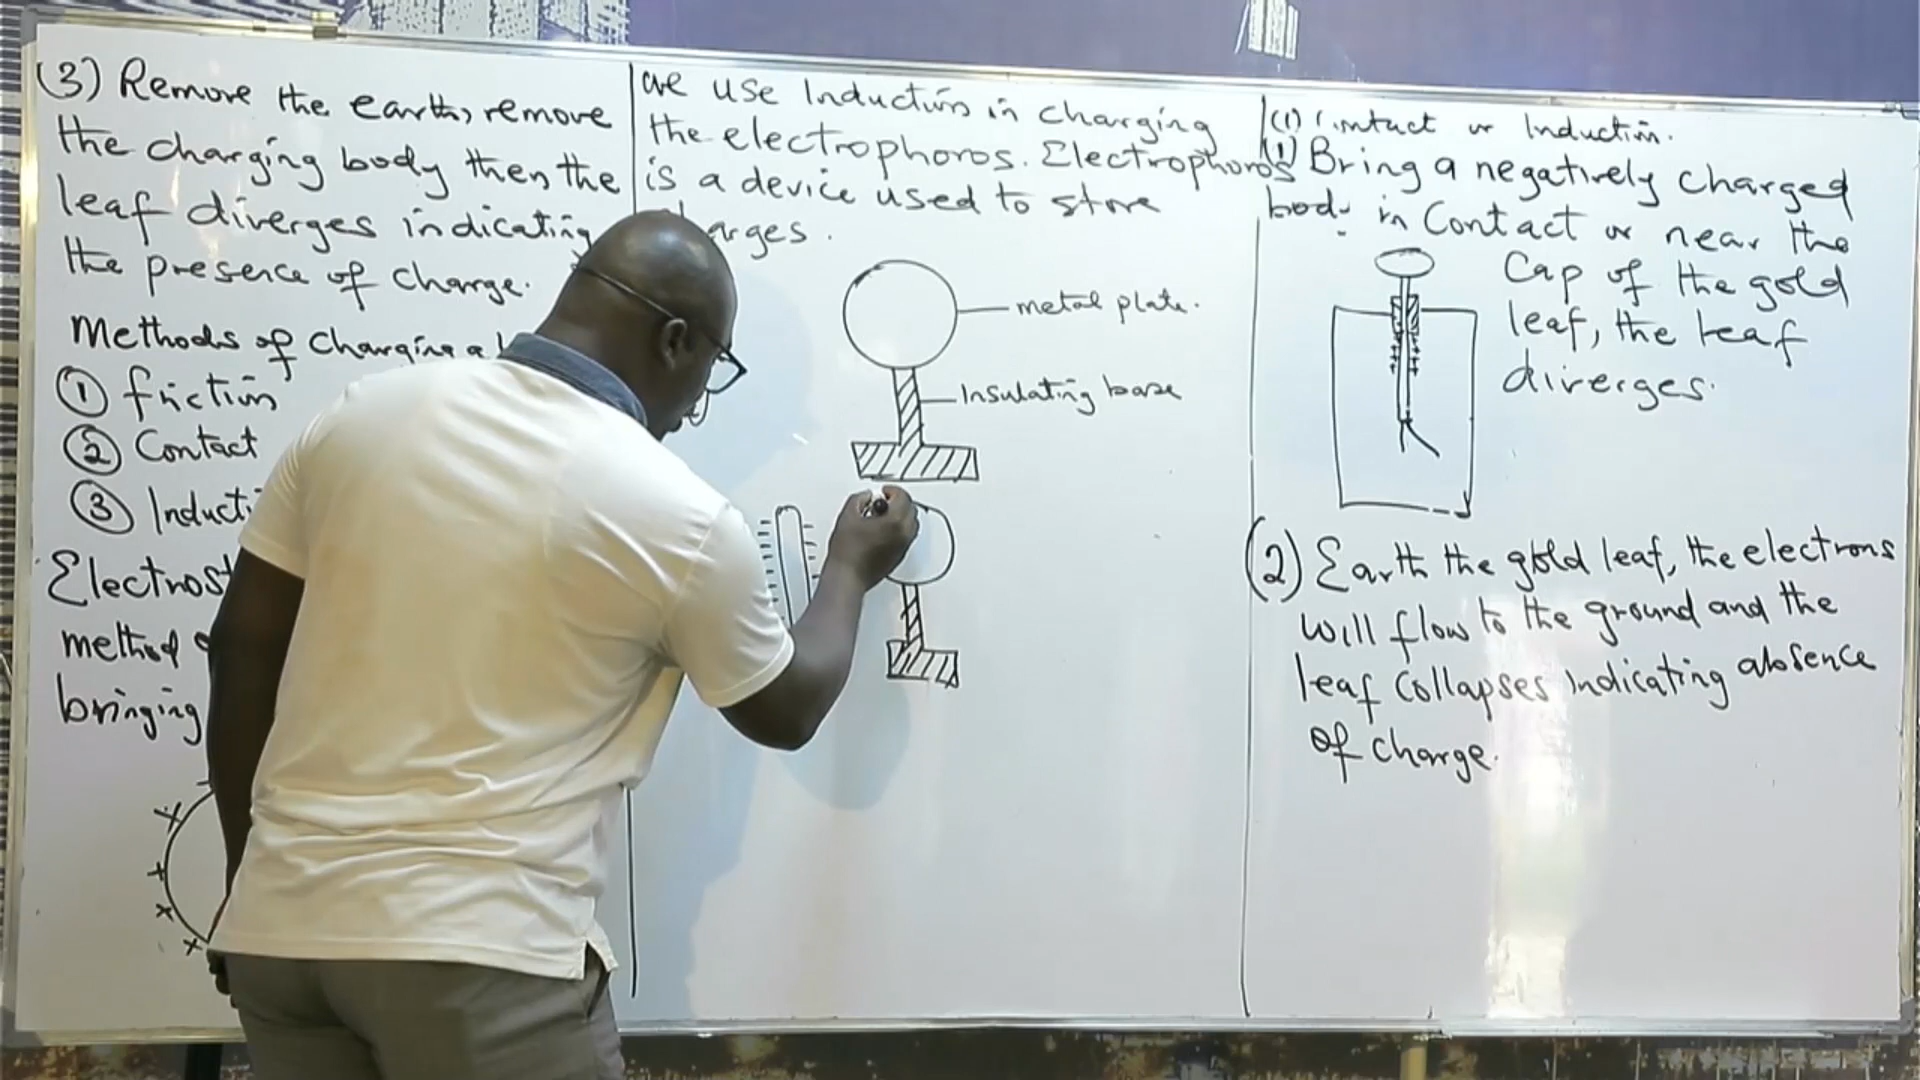 (3) Remove the earth, remove
the charging body then the
leaf diverges indicating
the presence of charge.
Methods of charging a
① friction
② Contact
③ Inducti
Electrost
method
bringing
we use Induction in charging
the electrophoros. Electrophoros
is a device used to store
arges.
metal plate.
Insulating base
(1) Contact or Induction.
(1) Bring a negatively charged
body in Contact or near the
Cap of the gold
leaf, the leaf
diverges.
(2) Earth the gold leaf, the electrons
will flow to the ground and the
leaf Collapses indicating absence
of charge.